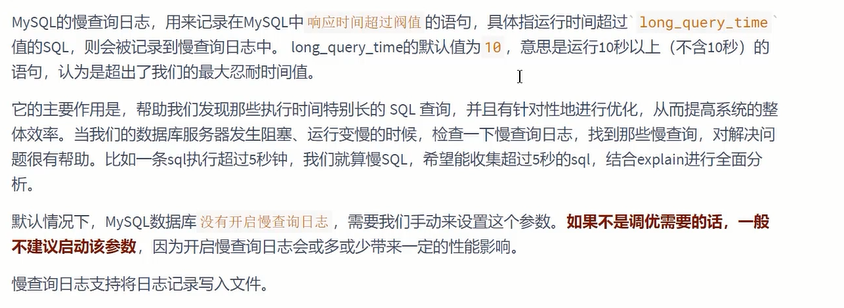 MySQL的慢查询日志，用来记录在MySQL中 响应时间超过阀值 的语句，具体指运行时间超过` long_query_time `
值的SQL，则会被记录到慢查询日志中。 long_query_time的默认值为 10 ，意思是运行10秒以上（不含10秒）的
语句，认为是超出了我们的最大忍耐时间值。
它的主要作用是，帮助我们发现那些执行时间特别长的 SQL 查询，并且有针对性地进行优化，从而提高系统的整
体效率。当我们的数据库服务器发生阻塞、运行变慢的时候，检查一下慢查询日志，找到那些慢查询，对解决问
题很有帮助。比如一条sql执行超过5秒钟，我们就算慢SQL，希望能收集超过5秒的sql，结合explain进行全面分
析。
默认情况下，MySQL数据库 没有开启慢查询日志 ，需要我们手动来设置这个参数。如果不是调优需要的话，一般
不建议启动该参数，因为开启慢查询日志会或多或少带来一定的性能影响。
慢查询日志支持将日志记录写入文件。